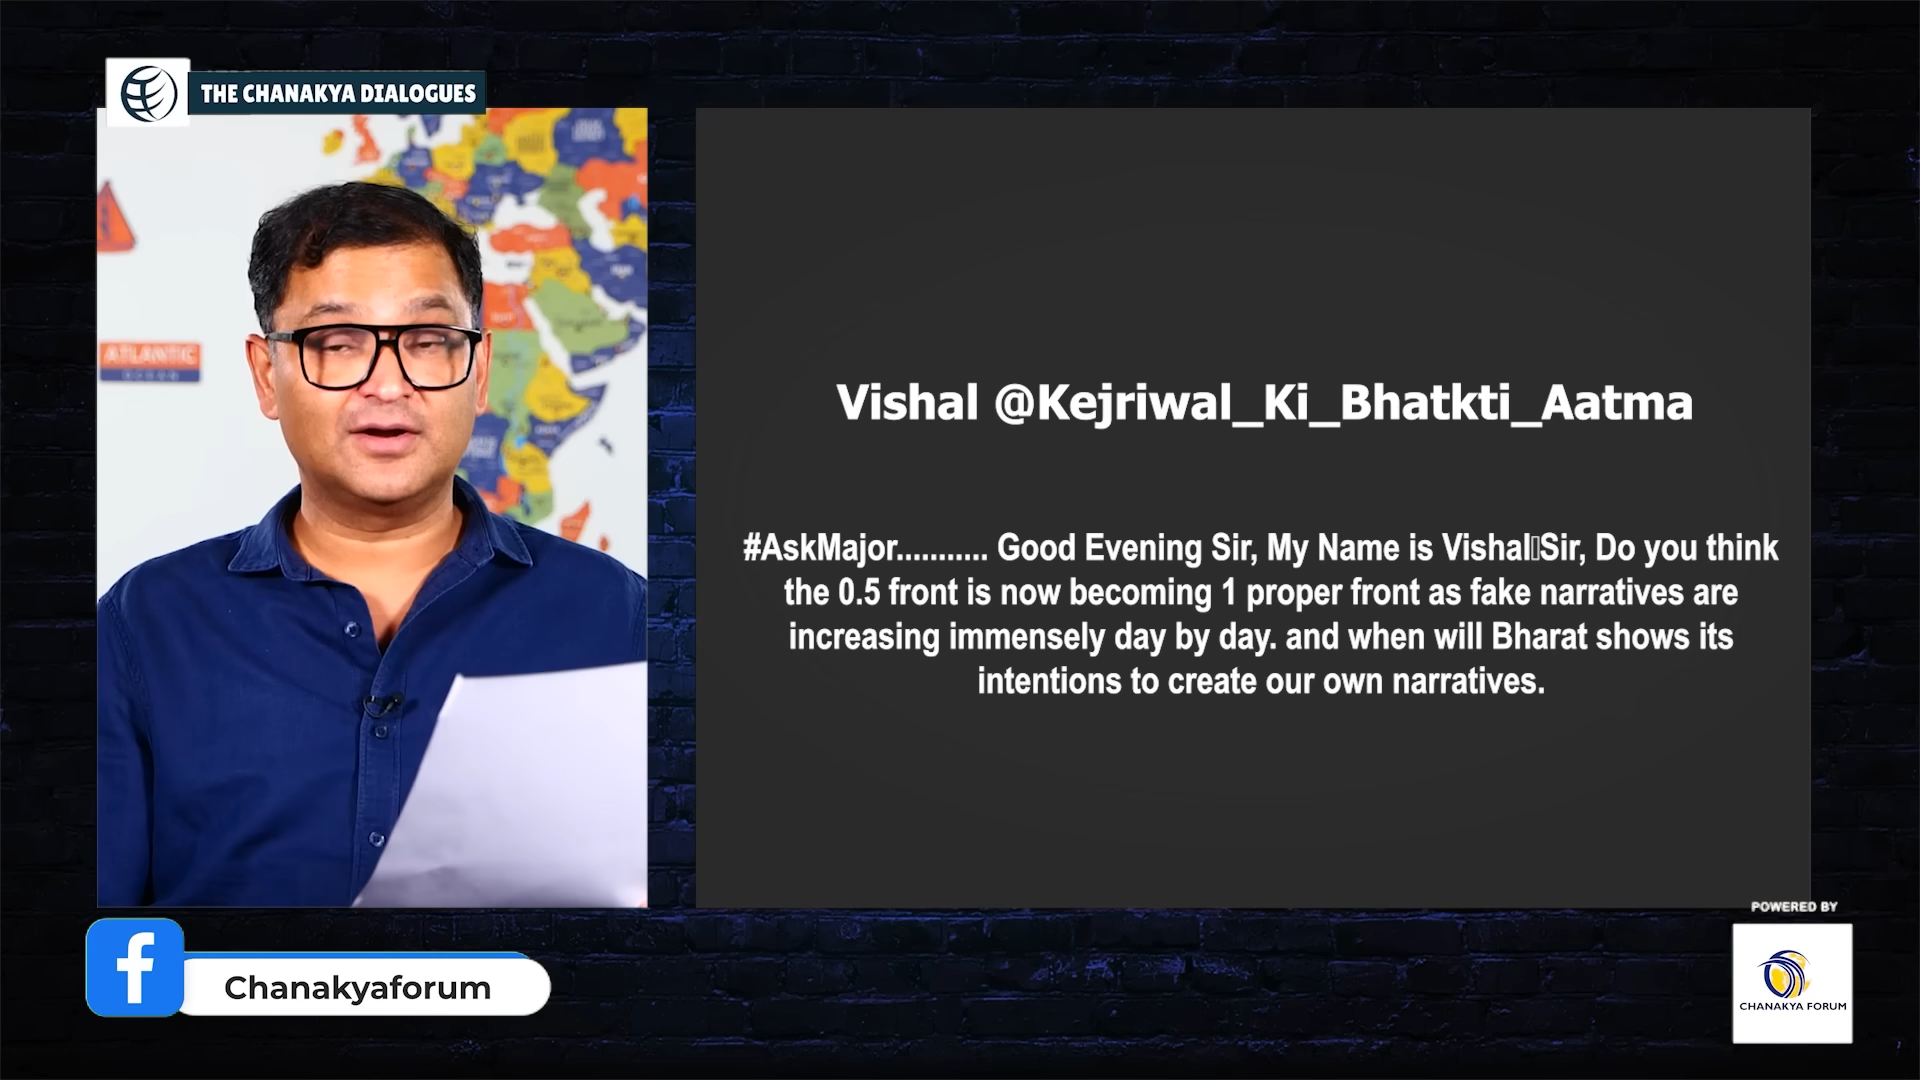 THE CHANAKYA DIALOGUES
ATLANTIC
OCEAN
Vishal @Kejriwal_Ki_Bhatkti_Aatma
#AskMajor........... Good Evening Sir, My Name is Vishal Sir, Do you think
the 0.5 front is now becoming 1 proper front as fake narratives are
increasing immensely day by day. and when will Bharat shows its
intentions to create our own narratives.
Chanakyaforum
POWERED BY
CHANAKYA FORUM